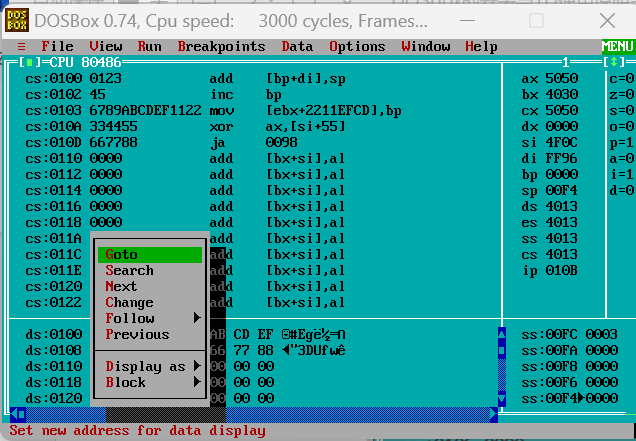 DOSBox 0.74, Cpu speed: 3000 cycles, Frames...
≡ File View Run Breakpoints Data Options Window Help MENU
[■]=CPU 80486 1 [↕]
cs:0100 0123 add [bp+di],sp ax 5050 c=0
cs:0102 45 inc bp bx 4030 z=0
cs:0103 6789ABCDEF1122 mov [ebx+2211EFCD],bp cx 5050 s=0
cs:010A 334455 xor ax,[si+55] dx 0000 o=0
cs:010D 667788 ja 0098 si 4F0C p=1
cs:0110 0000 add [bx+si],al di FF96 a=0
cs:0112 0000 add [bx+si],al bp 0000 i=1
cs:0114 0000 add [bx+si],al sp 00F4 d=0
cs:0116 0000 add [bx+si],al ds 4013
cs:0118 0000 add [bx+si],al es 4013
cs:011A add [bx+si],al ss 4013
cs:011C add [bx+si],al cs 4013
cs:011E add [bx+si],al ip 010B
cs:0120 add [bx+si],al
cs:0122 add [bx+si],al
Goto
Search
Next
Change
Follow ►
Previous
Display as ►
Block ►
ds:0100 AB CD EF ☺#Egë½=∩ ss:00FC 0003
ds:0108 66 77 88 ◄"3DUfwê ss:00FA 0000
ds:0110 00 00 00 ss:00F8 0000
ds:0118 00 00 00 ss:00F6 0000
ds:0120 00 00 00 ss:00F4►0000
Set new address for data display